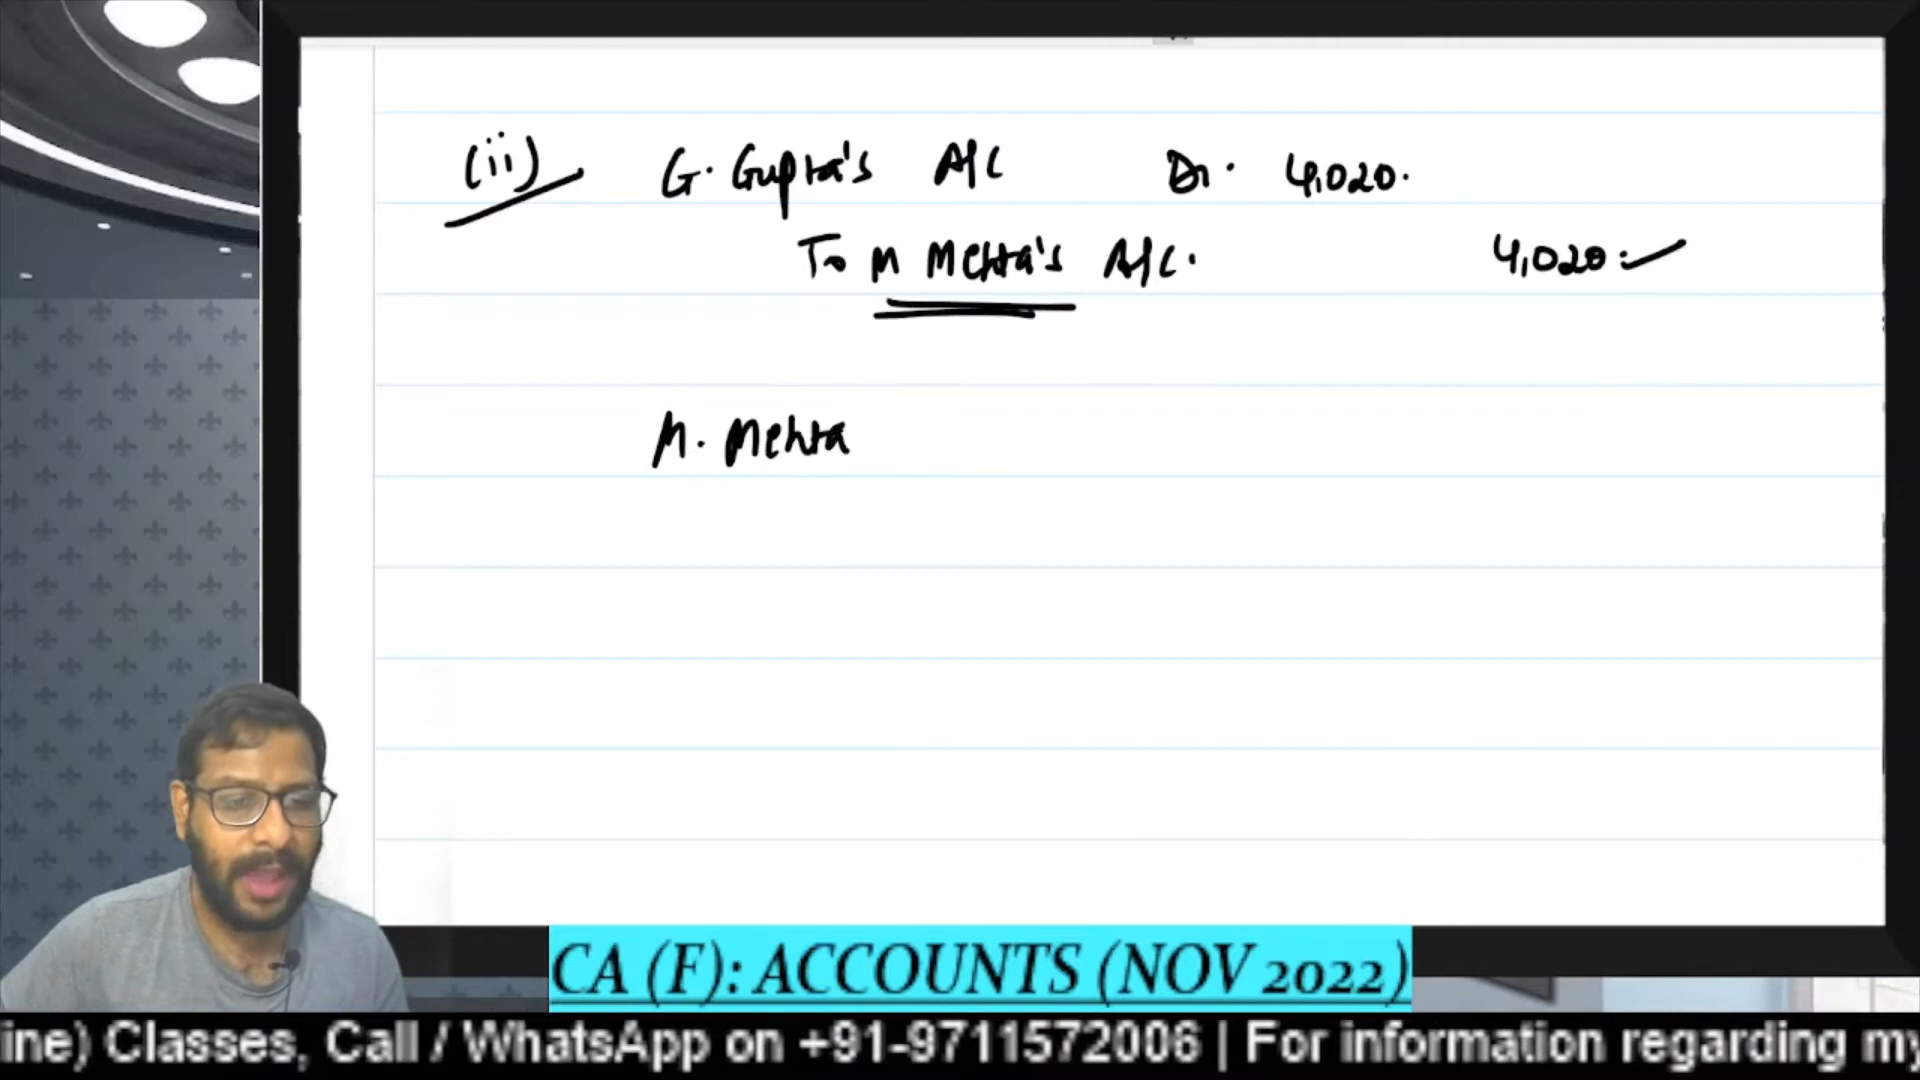 (ii) G. Gupta's A/C Dr. 4,020.
To M Mehta's A/C. 4,020.
M. Mehta
CA (F): ACCOUNTS (NOV 2022)
ine) Classes, Call / WhatsApp on +91-9711572006 | For information regarding my